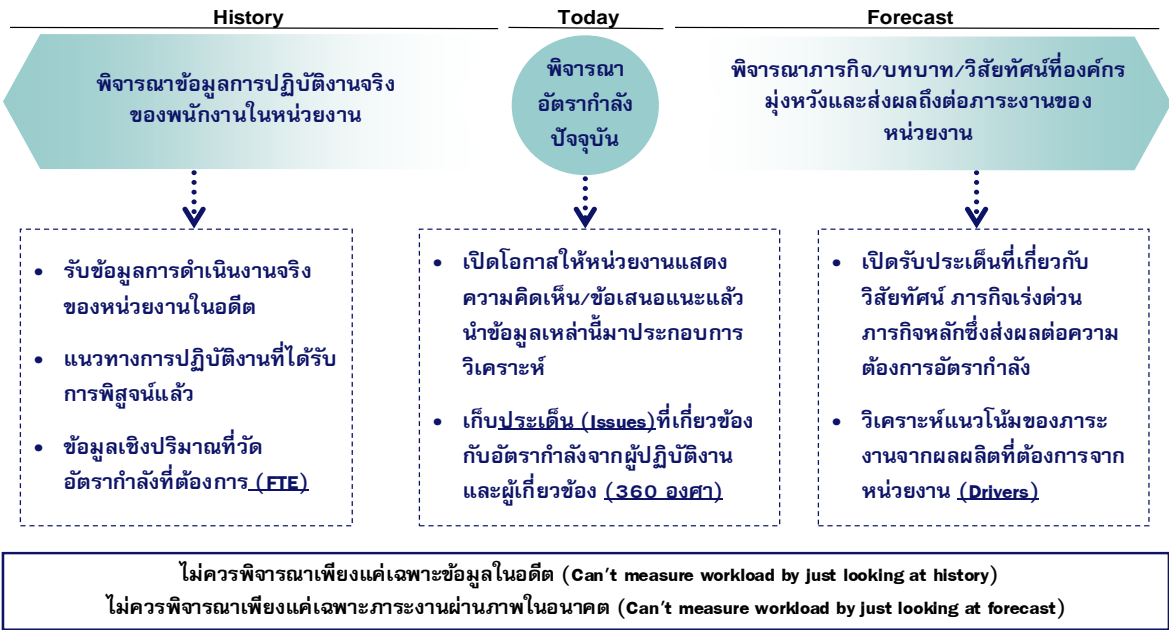 History
Today
Forecast
พิจารณาข้อมูลการปฏิบัติงานจริง
ของพนักงานในหน่วยงาน
พิจารณา
อัตรากำลัง
ปัจจุบัน
พิจารณาภารกิจ/บทบาท/วิสัยทัศน์ที่องค์กร
มุ่งหวังและส่งผลถึงต่อภาระงานของ
หน่วยงาน
• รับข้อมูลการดำเนินงานจริง
ของหน่วยงานในอดีต
• แนวทางการปฏิบัติงานที่ได้รับ
การพิสูจน์แล้ว
• ข้อมูลเชิงปริมาณที่วัด
อัตรากำลังที่ต้องการ (FTE)
• เปิดโอกาสให้หน่วยงานแสดง
ความคิดเห็น/ข้อเสนอแนะแล้ว
นำข้อมูลเหล่านี้มาประกอบการ
วิเคราะห์
• เก็บประเด็น (Issues)ที่เกี่ยวข้อง
กับอัตรากำลังจากผู้ปฏิบัติงาน
และผู้เกี่ยวข้อง (360 องศา)
• เปิดรับประเด็นที่เกี่ยวกับ
วิสัยทัศน์ ภารกิจเร่งด่วน
ภารกิจหลักซึ่งส่งผลต่อความ
ต้องการอัตรากำลัง
• วิเคราะห์แนวโน้มของภาระ
งานจากผลผลิตที่ต้องการจาก
หน่วยงาน (Drivers)
ไม่ควรพิจารณาเพียงแค่เฉพาะข้อมูลในอดีต (Can't measure workload by just looking at history)
ไม่ควรพิจารณาเพียงแค่เฉพาะภาระงานผ่านภาพในอนาคต (Can't measure workload by just looking at forecast)